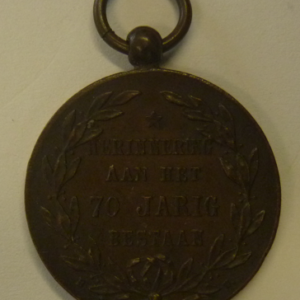 HERINNERING
AAN HET
70 JARIG
BESTAAN